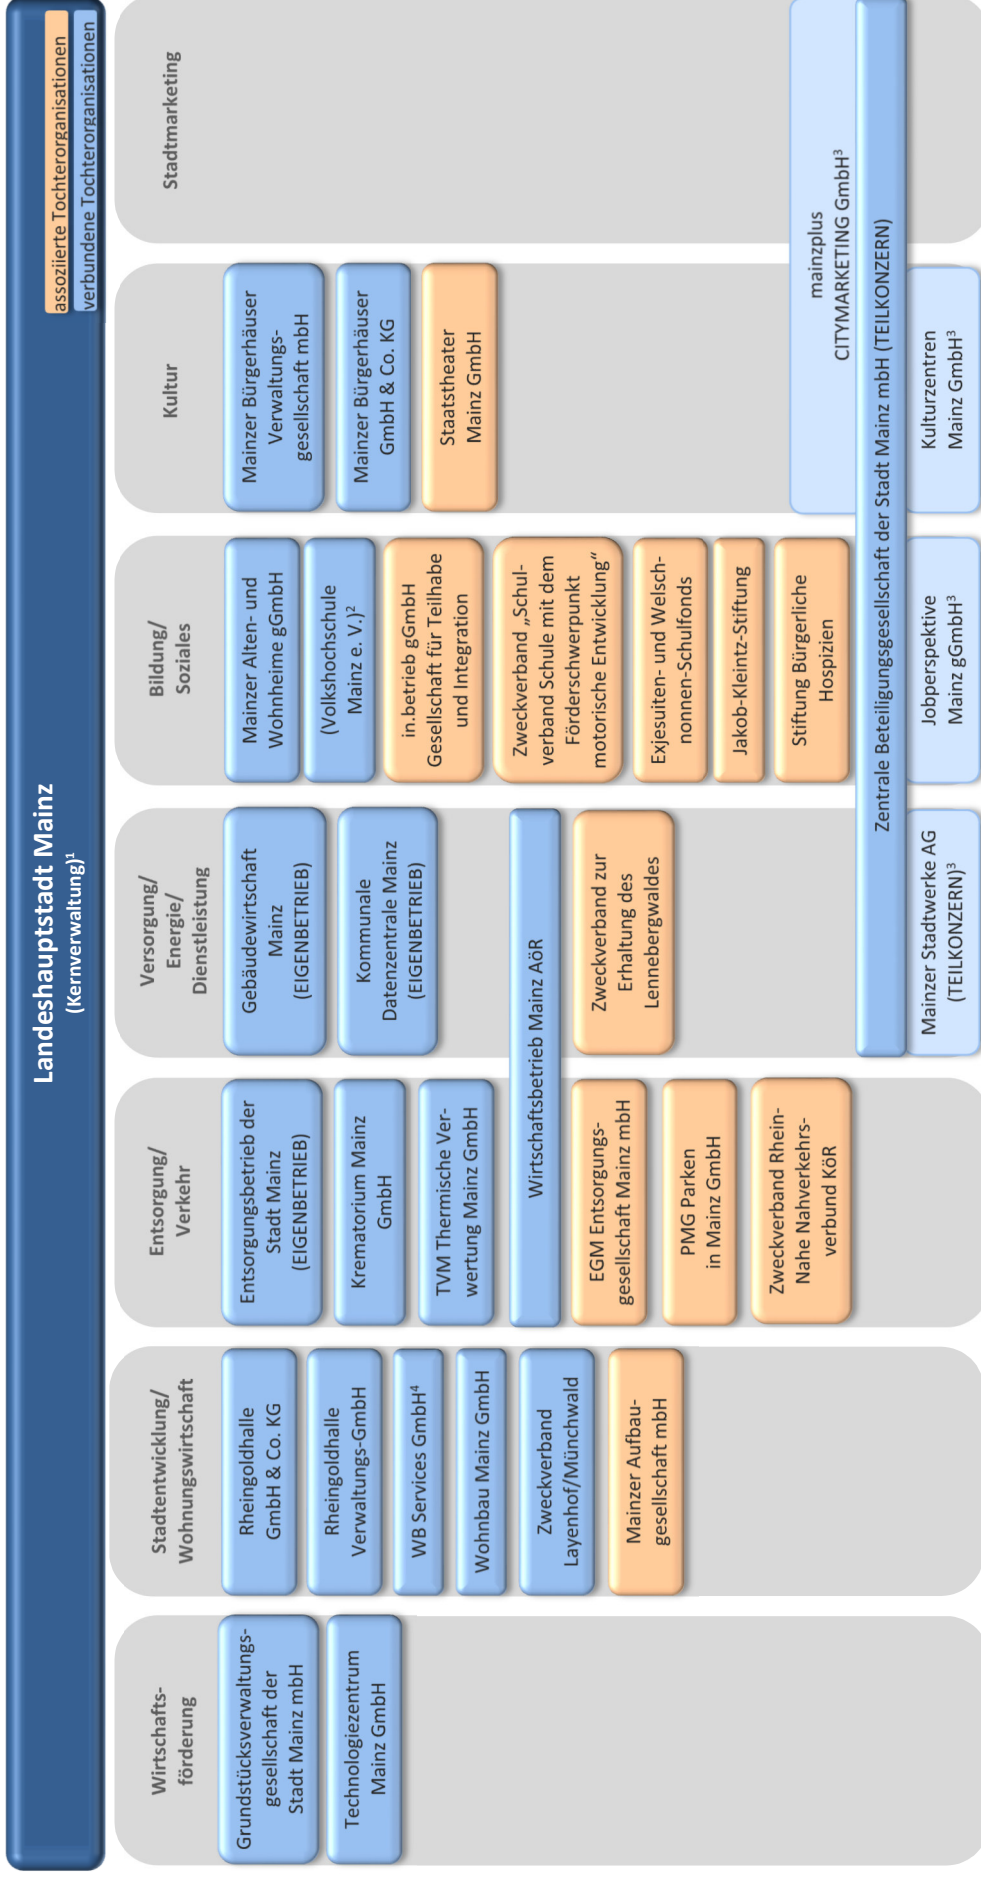 Landeshauptstadt Mainz
(Kernverwaltung)¹
assoziierte Tochterorganisationen
verbundene Tochterorganisationen
Wirtschafts-
förderung
Grundstücksverwaltungs-
gesellschaft der
Stadt Mainz mbH
Technologiezentrum
Mainz GmbH
Stadtentwicklung/
Wohnungswirtschaft
Rheingoldhalle
GmbH & Co. KG
Rheingoldhalle
Verwaltungs-GmbH
WB Services GmbH⁴
Wohnbau Mainz GmbH
Zweckverband
Layenhof/Münchwald
Mainzer Aufbau-
gesellschaft mbH
Entsorgung/
Verkehr
Entsorgungsbetrieb der
Stadt Mainz
(EIGENBETRIEB)
Krematorium Mainz
GmbH
TVM Thermische Ver-
wertung Mainz GmbH
Wirtschaftsbetrieb Mainz AöR
EGM Entsorgungs-
gesellschaft Mainz mbH
PMG Parken
in Mainz GmbH
Zweckverband Rhein-
Nahe Nahverkehrs-
verbund KöR
Versorgung/
Energie/
Dienstleistung
Gebäudewirtschaft
Mainz
(EIGENBETRIEB)
Kommunale
Datenzentrale Mainz
(EIGENBETRIEB)
Zweckverband zur
Erhaltung des
Lennebergwaldes
Bildung/
Soziales
Mainzer Alten- und
Wohnheime gGmbH
(Volkshochschule
Mainz e. V.)²
in.betrieb gGmbH
Gesellschaft für Teilhabe
und Integration
Zweckverband „Schul-
verband Schule mit dem
Förderschwerpunkt
motorische Entwicklung“
Exjesuiten- und Welsch-
nonnen-Schulfonds
Jakob-Kleintz-Stiftung
Stiftung Bürgerliche
Hospizien
Kultur
Mainzer Bürgerhäuser
Verwaltungs-
gesellschaft mbH
Mainzer Bürgerhäuser
GmbH & Co. KG
Staatstheater
Mainz GmbH
Stadtmarketing
mainzplus
CITYMARKETING GmbH³
Zentrale Beteiligungsgesellschaft der Stadt Mainz mbH (TEILKONZERN)
Mainzer Stadtwerke AG
(TEILKONZERN)³
Jobperspektive
Mainz gGmbH³
Kulturzentren
Mainz GmbH³